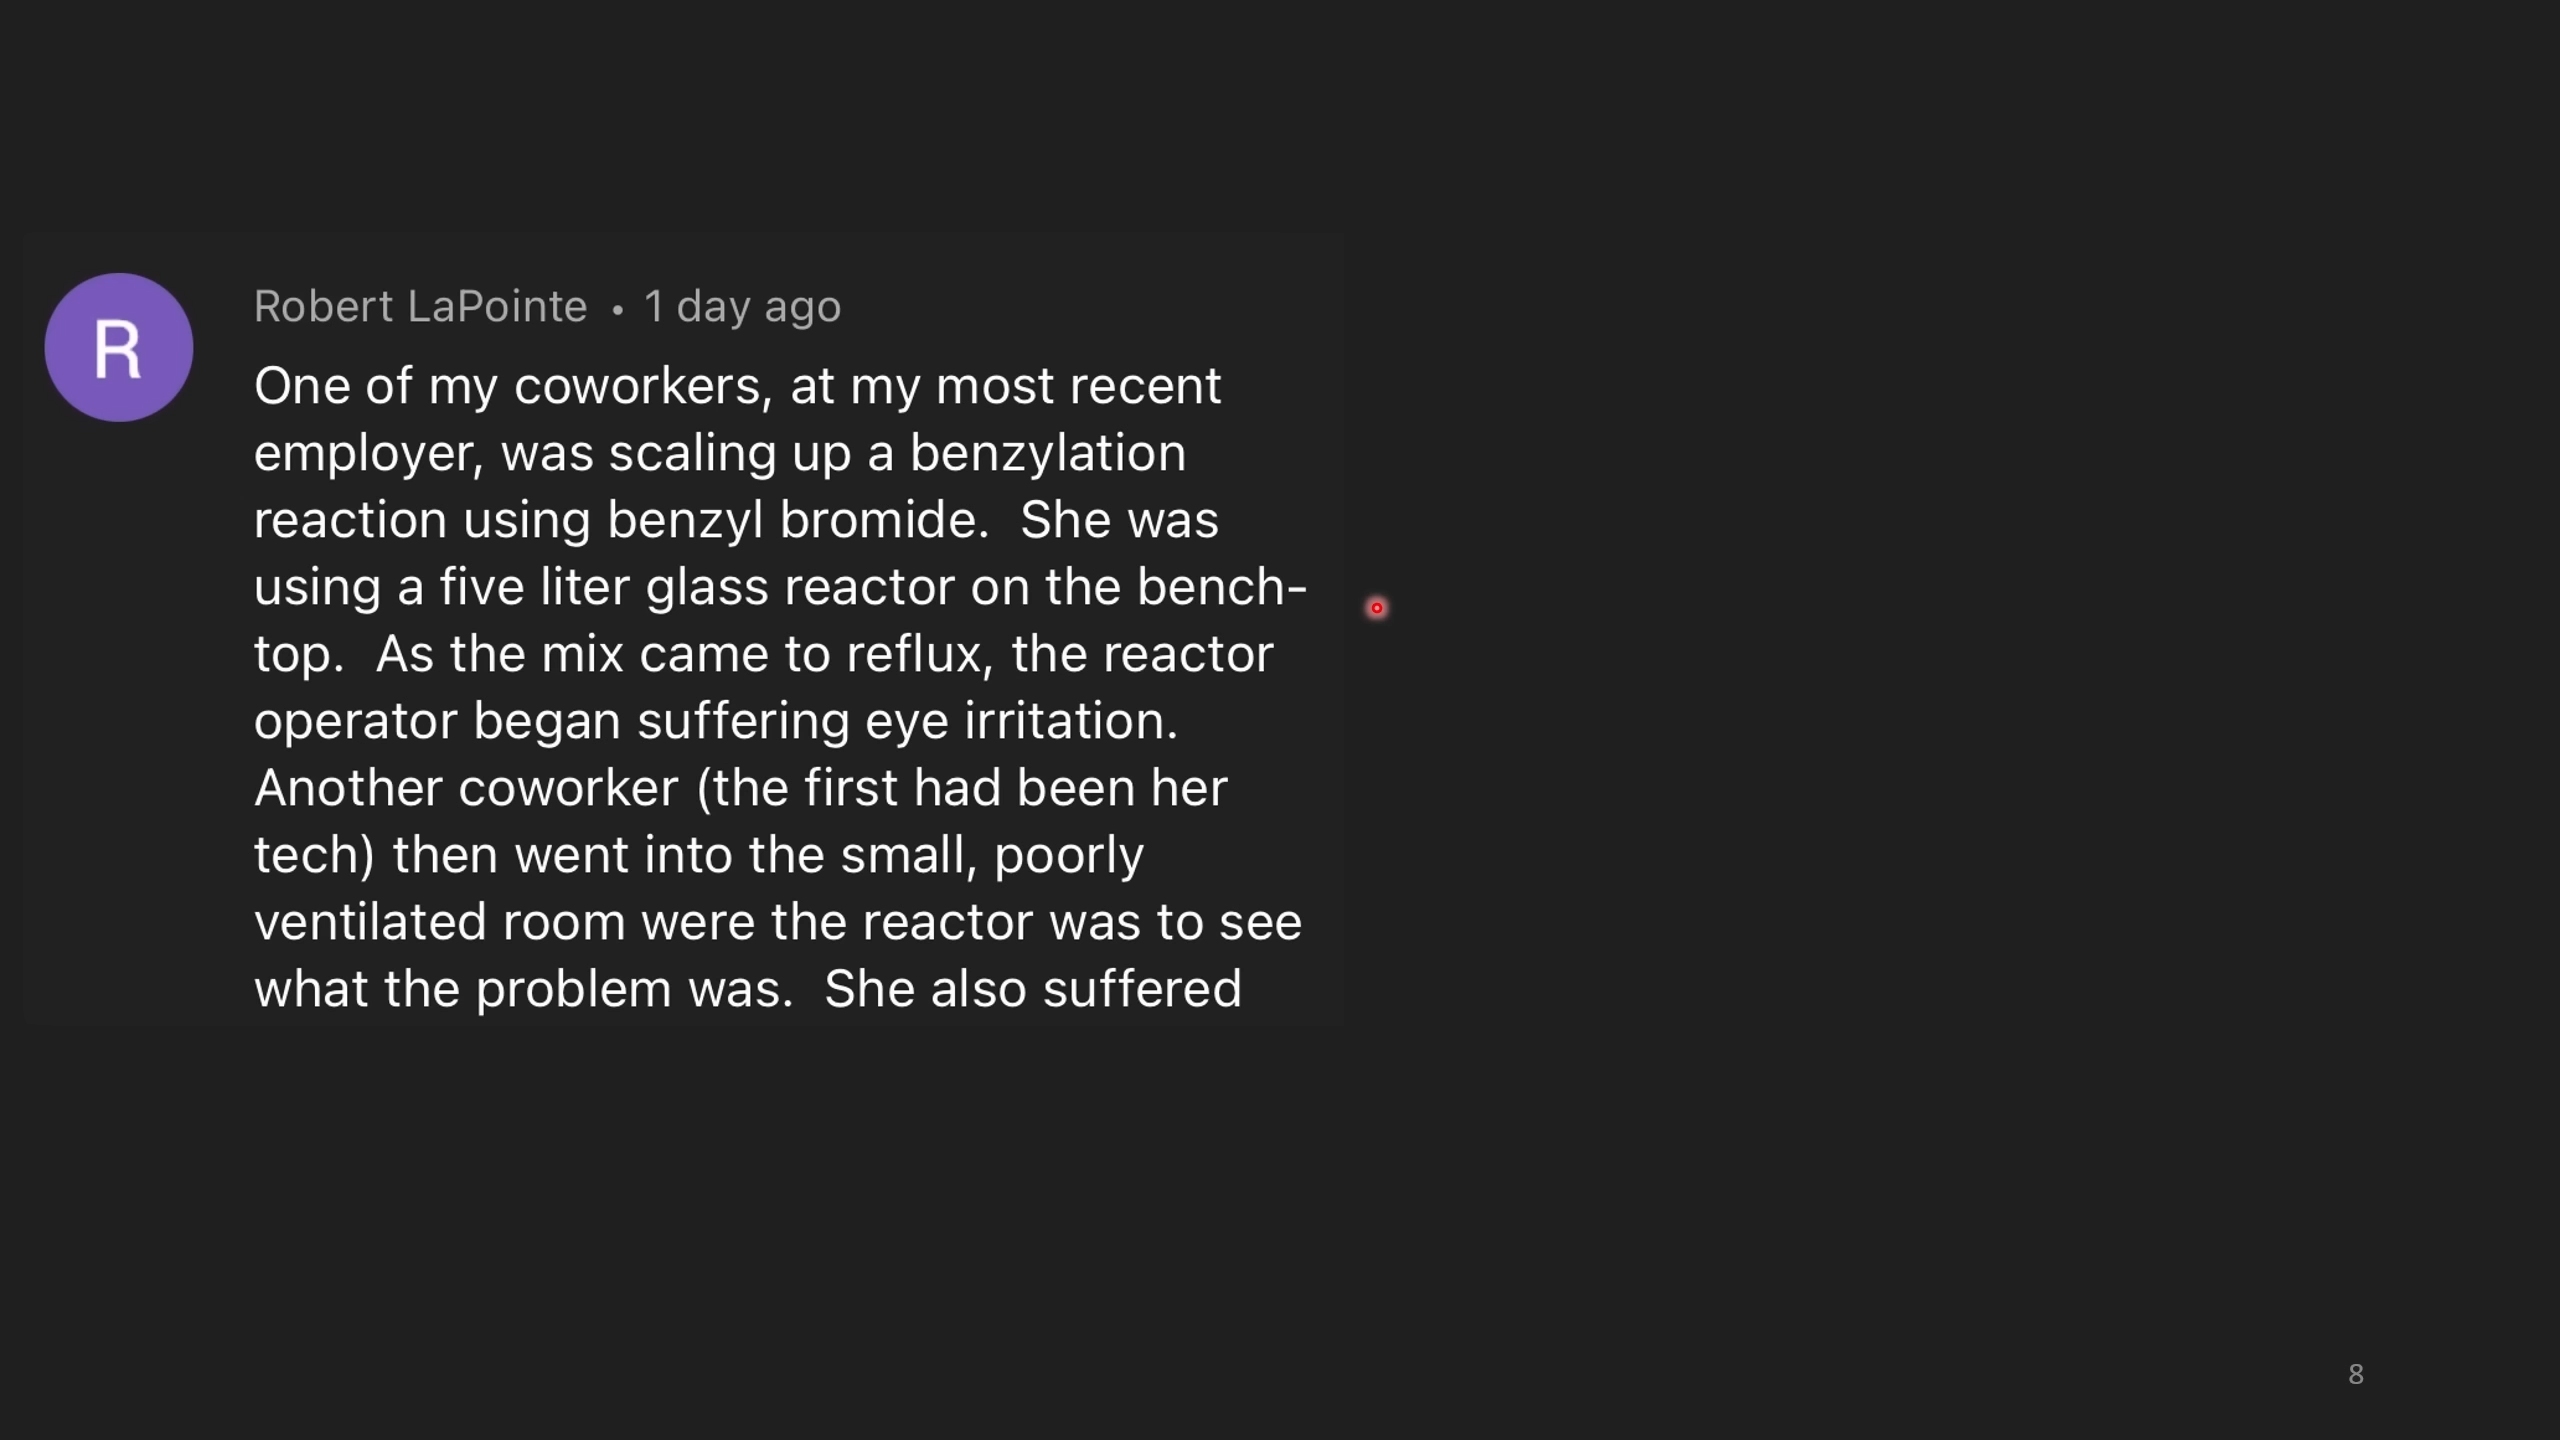 R
Robert LaPointe • 1 day ago
One of my coworkers, at my most recent
employer, was scaling up a benzylation
reaction using benzyl bromide.  She was
using a five liter glass reactor on the bench-
top.  As the mix came to reflux, the reactor
operator began suffering eye irritation.
Another coworker (the first had been her
tech) then went into the small, poorly
ventilated room were the reactor was to see
what the problem was.  She also suffered
8